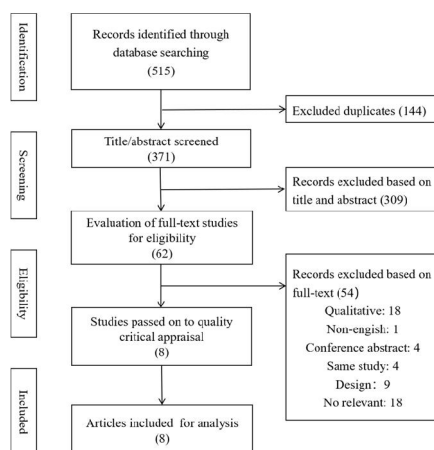 Identification
Records identified through
database searching
(515)
Excluded duplicates (144)
Screening
Title/abstract screened
(371)
Records excluded based on
title and abstract (309)
Evaluation of full-text studies
for eligibility
(62)
Eligibility
Records excluded based on
full-text (54)
Qualitative: 18
Non-engish: 1
Conference abstract: 4
Same study: 4
Design: 9
No relevant: 18
Studies passed on to quality
critical appraisal
(8)
Included
Articles included for analysis
(8)